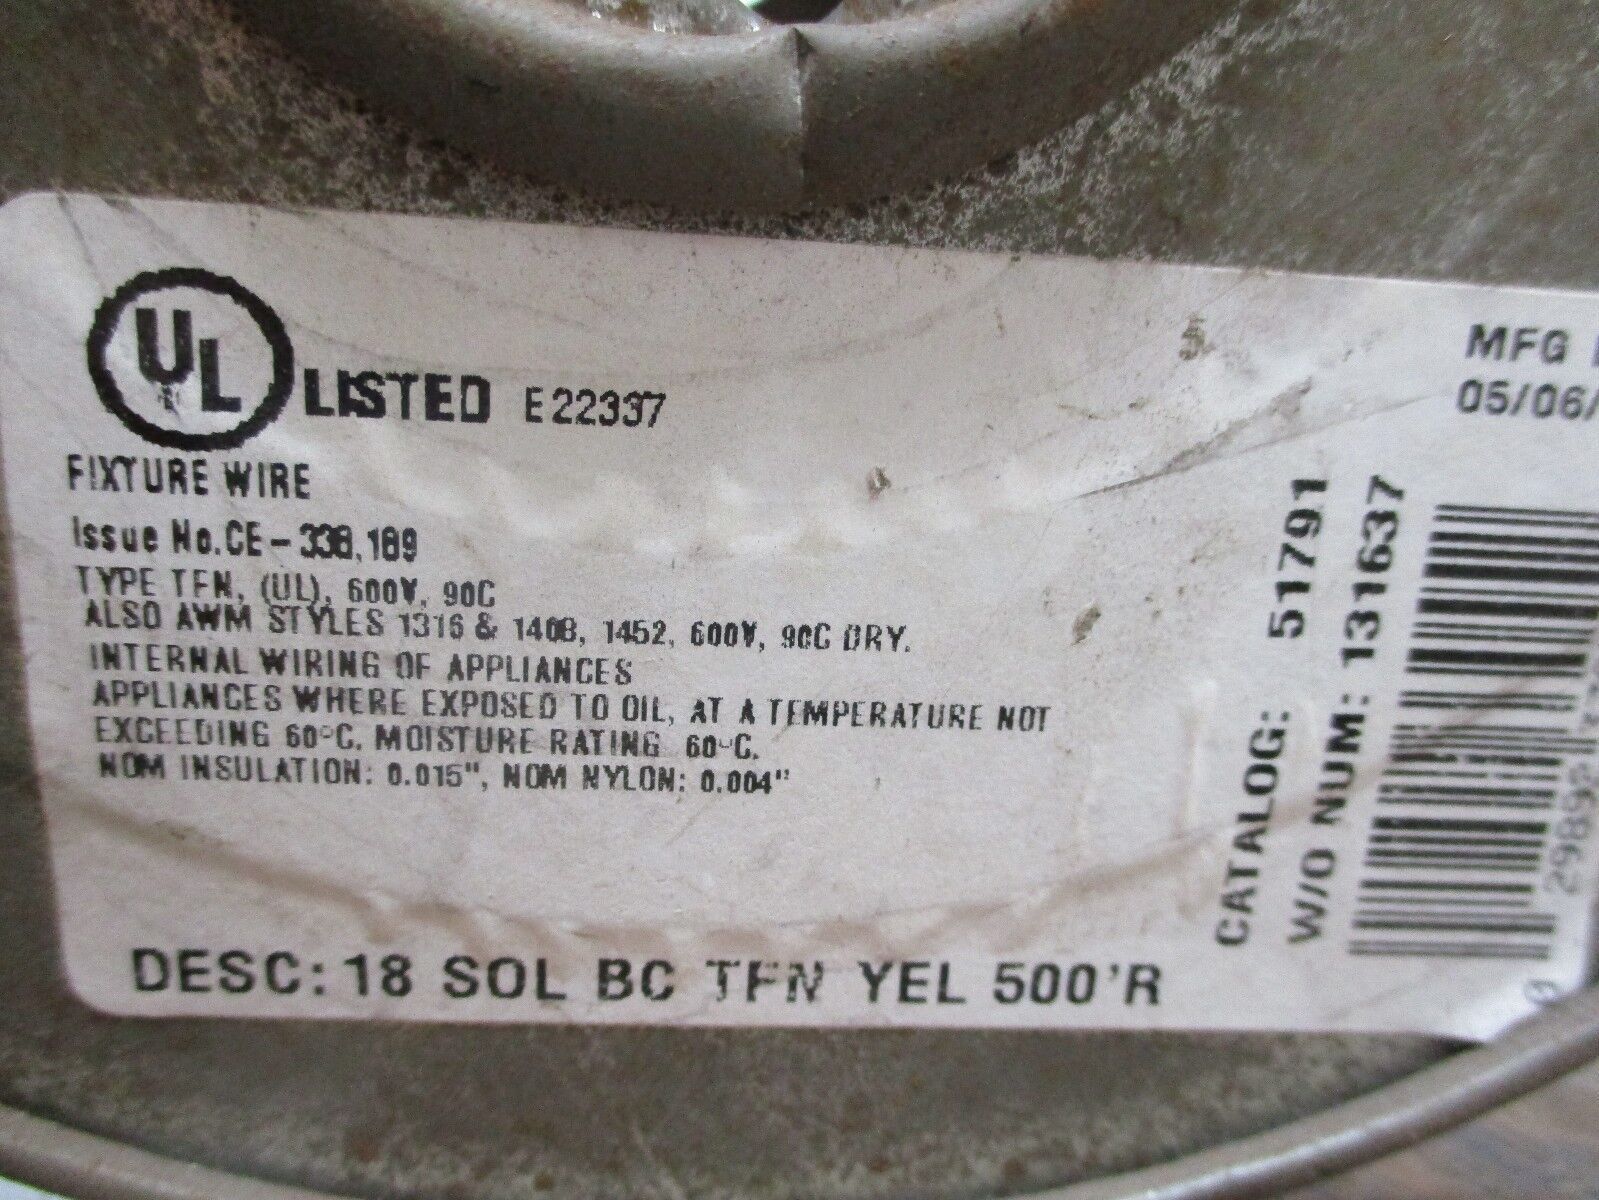 UL LISTED E22337
FIXTURE WIRE
Issue No.CE-338,189
TYPE TFN, (UL), 600V, 90C
ALSO AWM STYLES 1316 & 1408, 1452, 600V, 90C DRY.
INTERNAL WIRING OF APPLIANCES
APPLIANCES WHERE EXPOSED TO OIL, AT A TEMPERATURE NOT
EXCEEDING 60°C. MOISTURE RATING 60°C.
NOM INSULATION: 0.015", NOM NYLON: 0.004"
DESC: 18 SOL BC TFN YEL 500'R
CATALOG: 51791
W/O NUM: 131637
MFG
05/06/